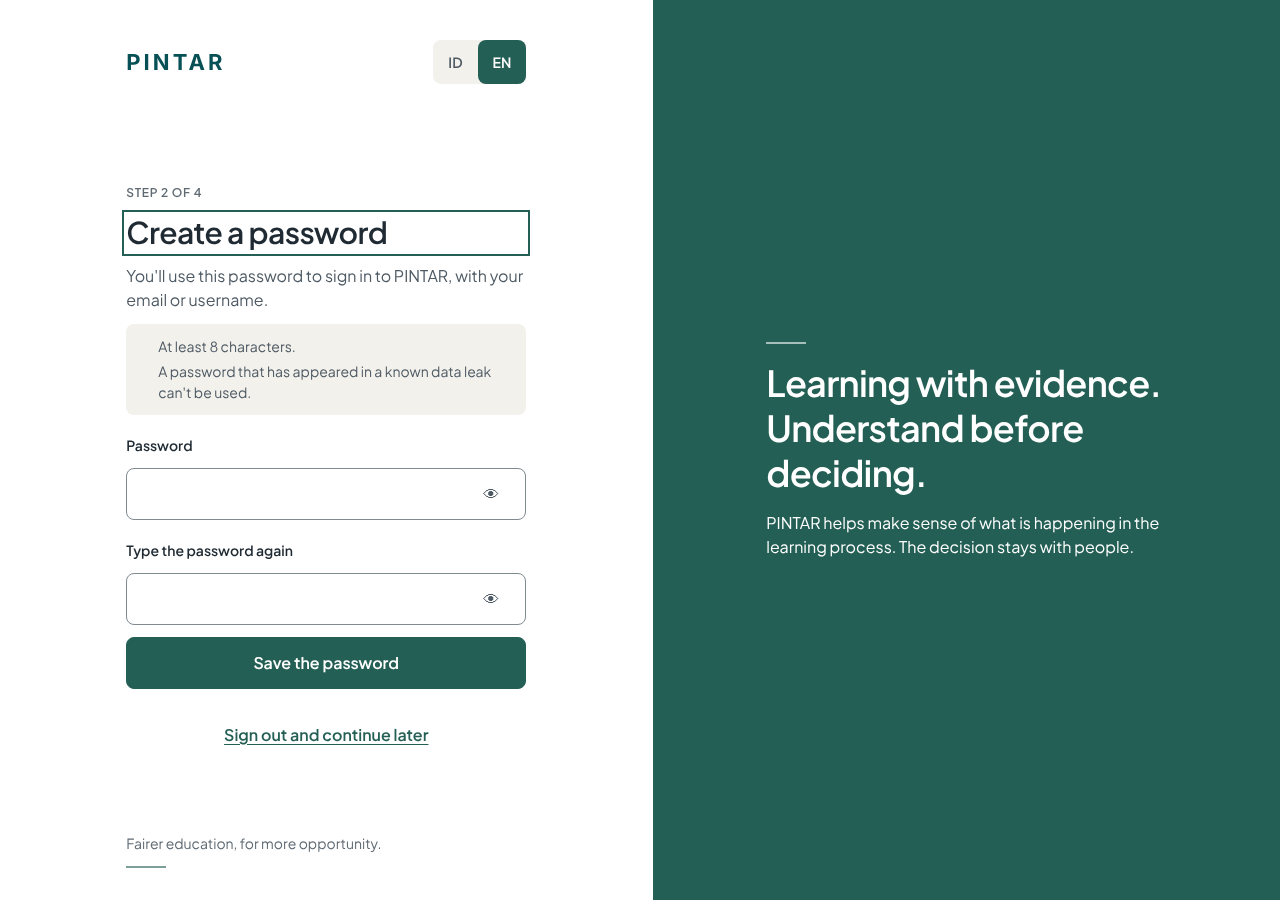 PINTAR
ID
EN
STEP 2 OF 4
Create a password
You'll use this password to sign in to PINTAR, with your
email or username.
At least 8 characters.
A password that has appeared in a known data leak
can't be used.
Password
Type the password again
Save the password
Sign out and continue later
Fairer education, for more opportunity.
Learning with evidence.
Understand before
deciding.
PINTAR helps make sense of what is happening in the
learning process. The decision stays with people.